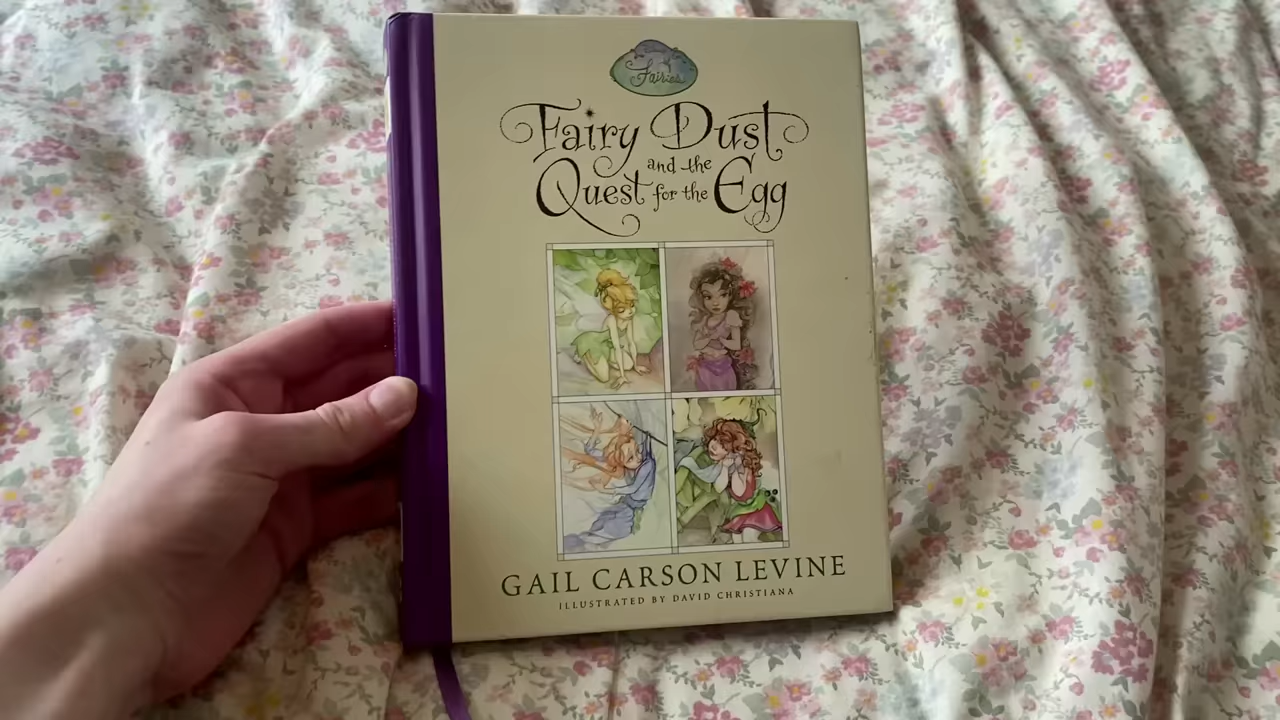 Fairies
Fairy Dust
and the
Quest for the Egg
GAIL CARSON LEVINE
ILLUSTRATED BY DAVID CHRISTIANA